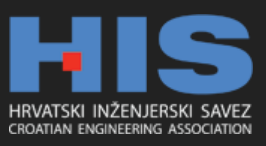 HIS
HRVATSKI INŽENJERSKI SAVEZ
CROATIAN ENGINEERING ASSOCIATION